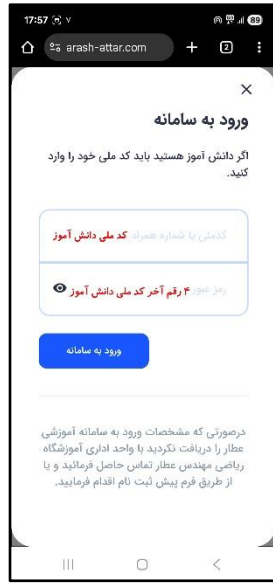 17:57
89
arash-attar.com
2
ورود به سامانه
اگر دانش آموز هستید باید کد ملی خود را وارد
کنید.
کدملی یا شماره همراه کد ملی دانش آموز
رمز عبور ۴ رقم آخر کد ملی دانش آموز
ورود به سامانه
درصورتی که مشخصات ورود به سامانه آموزشی
عطار را دریافت نکردید با واحد اداری آموزشگاه
ریاضی مهندس عطار تماس حاصل فرمائید و یا
از طریق فرم پیش ثبت نام اقدام فرمایید.